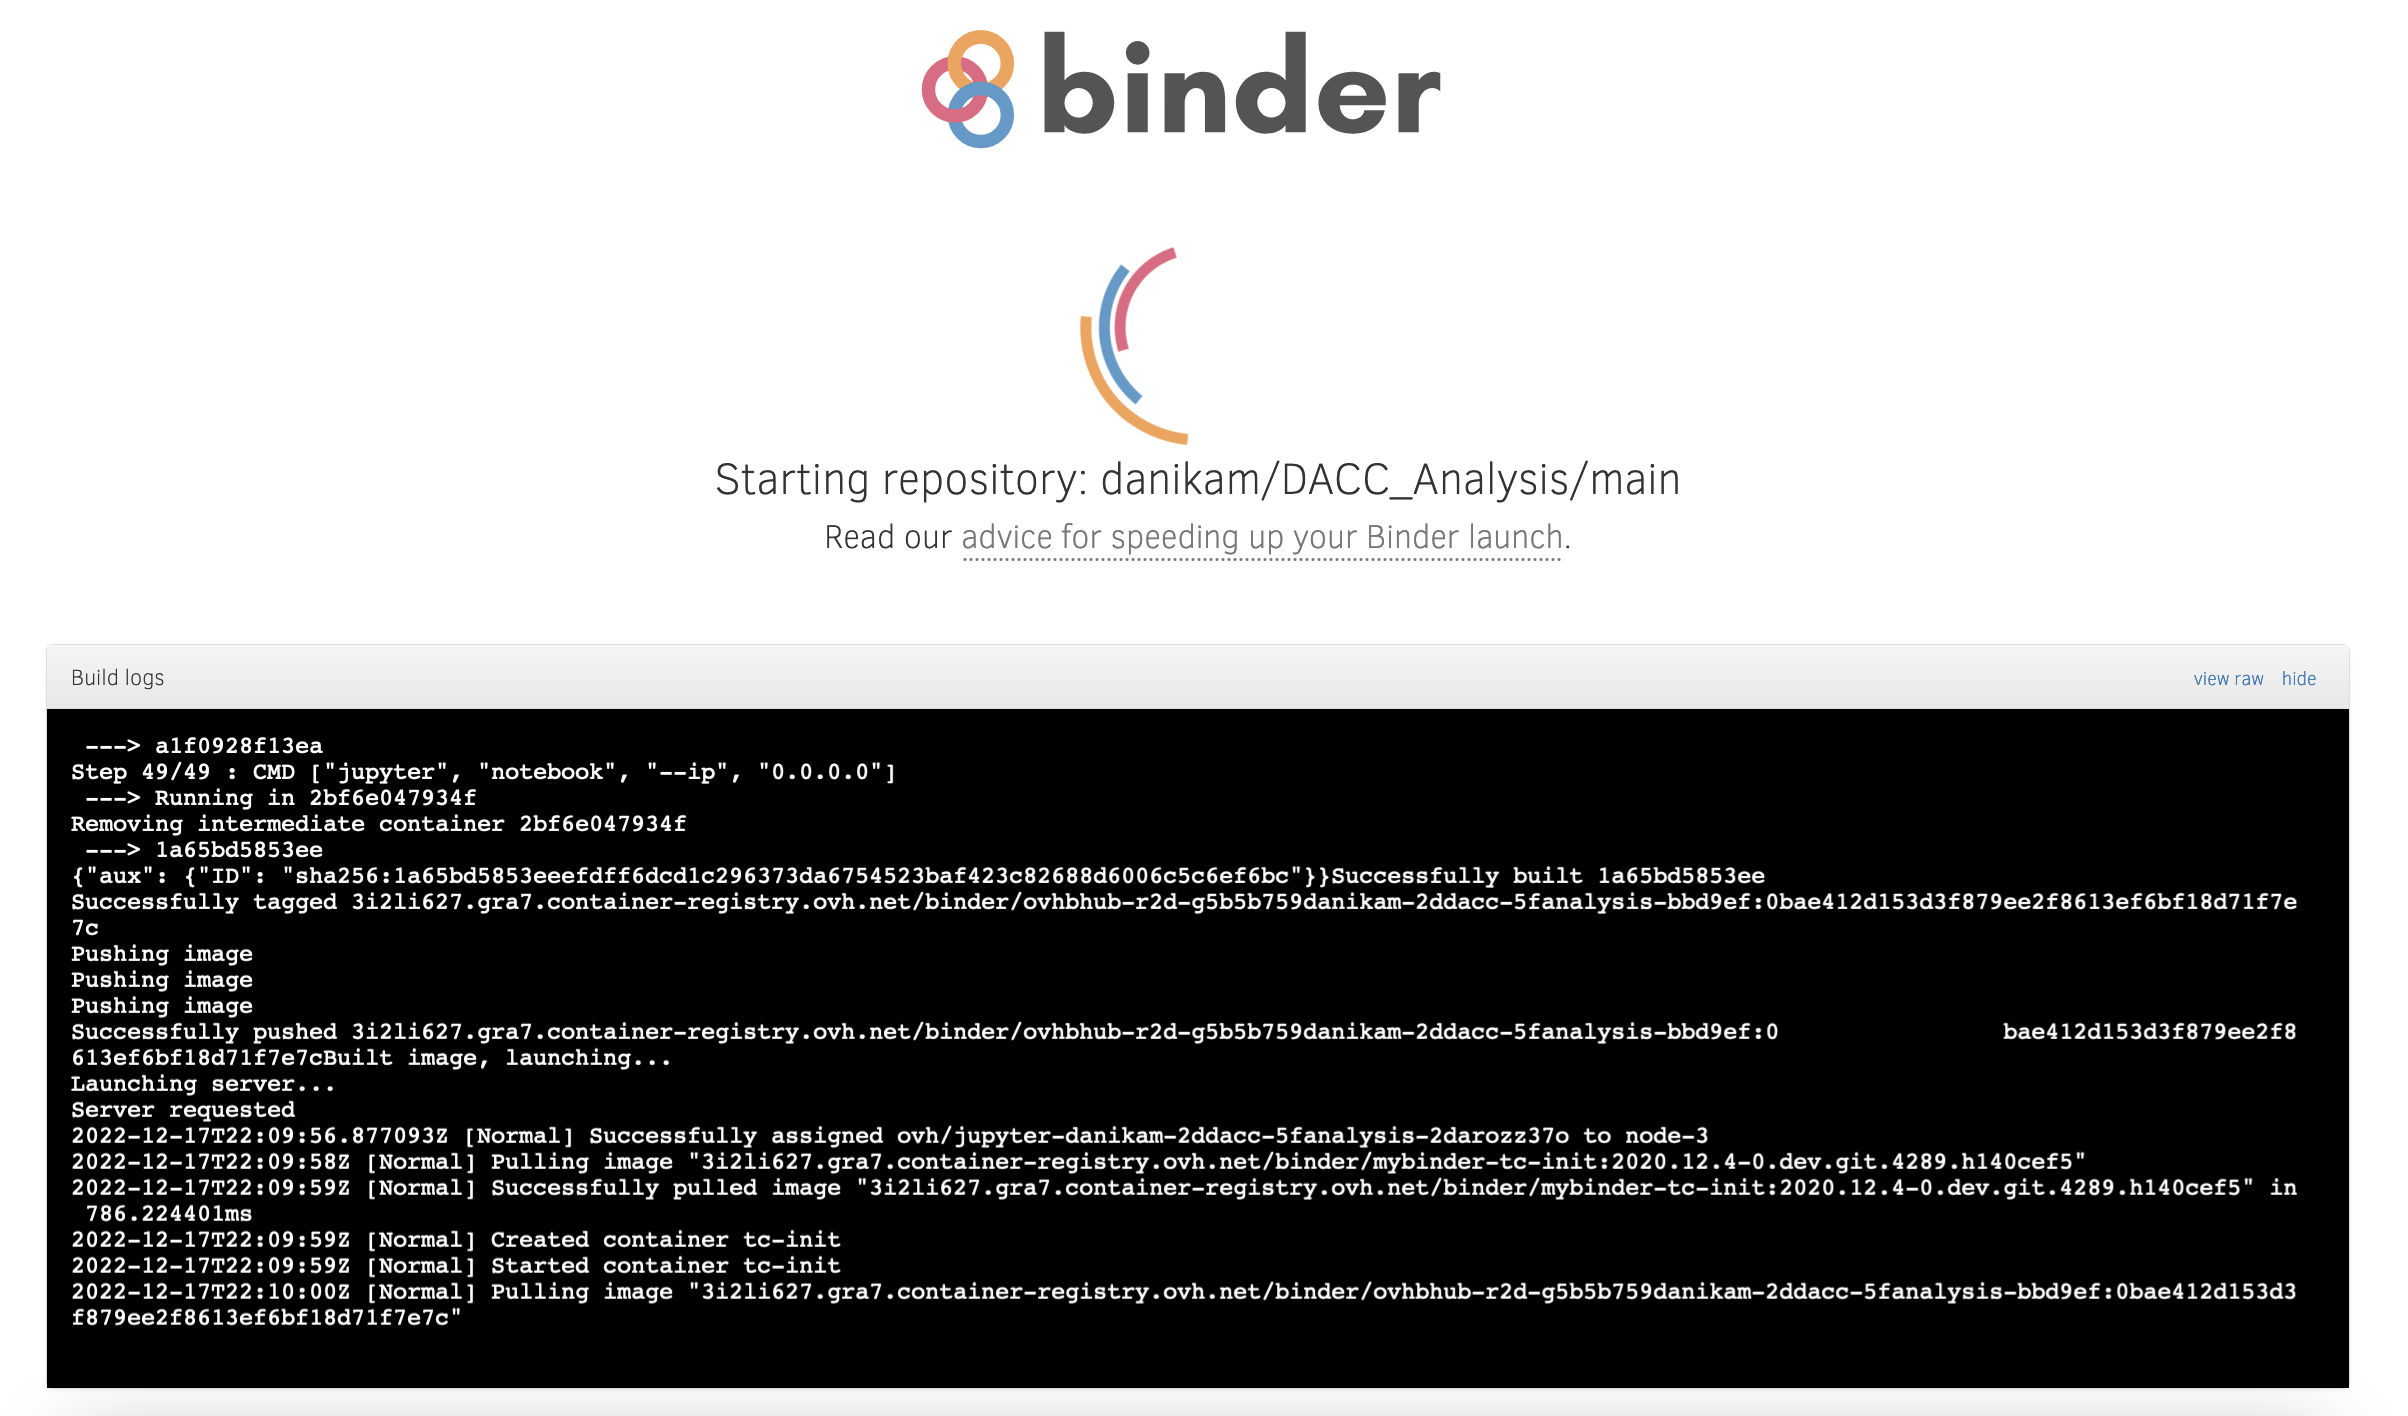 binder
Starting repository: danikam/DACC_Analysis/main
Read our advice for speeding up your Binder launch.
Build logs view raw hide
---> a1f0928f13ea
Step 49/49 : CMD ["jupyter", "notebook", "--ip", "0.0.0.0"]
---> Running in 2bf6e047934f
Removing intermediate container 2bf6e047934f
---> 1a65bd5853ee
{"aux": {"ID": "sha256:1a65bd5853eeefdff6dcd1c296373da6754523baf423c82688d6006c5c6ef6bc"}}Successfully built 1a65bd5853ee
Successfully tagged 3i2li627.gra7.container-registry.ovh.net/binder/ovhbhub-r2d-g5b5b759danikam-2ddacc-5fanalysis-bbd9ef:0bae412d153d3f879ee2f8613ef6bf18d71f7e
7c
Pushing image
Pushing image
Pushing image
Successfully pushed 3i2li627.gra7.container-registry.ovh.net/binder/ovhbhub-r2d-g5b5b759danikam-2ddacc-5fanalysis-bbd9ef:0 bae412d153d3f879ee2f8
613ef6bf18d71f7e7cBuilt image, launching...
Launching server...
Server requested
2022-12-17T22:09:56.877093Z [Normal] Successfully assigned ovh/jupyter-danikam-2ddacc-5fanalysis-2darozz37o to node-3
2022-12-17T22:09:58Z [Normal] Pulling image "3i2li627.gra7.container-registry.ovh.net/binder/mybinder-tc-init:2020.12.4-0.dev.git.4289.h140cef5"
2022-12-17T22:09:59Z [Normal] Successfully pulled image "3i2li627.gra7.container-registry.ovh.net/binder/mybinder-tc-init:2020.12.4-0.dev.git.4289.h140cef5" in
786.224401ms
2022-12-17T22:09:59Z [Normal] Created container tc-init
2022-12-17T22:09:59Z [Normal] Started container tc-init
2022-12-17T22:10:00Z [Normal] Pulling image "3i2li627.gra7.container-registry.ovh.net/binder/ovhbhub-r2d-g5b5b759danikam-2ddacc-5fanalysis-bbd9ef:0bae412d153d3
f879ee2f8613ef6bf18d71f7e7c"